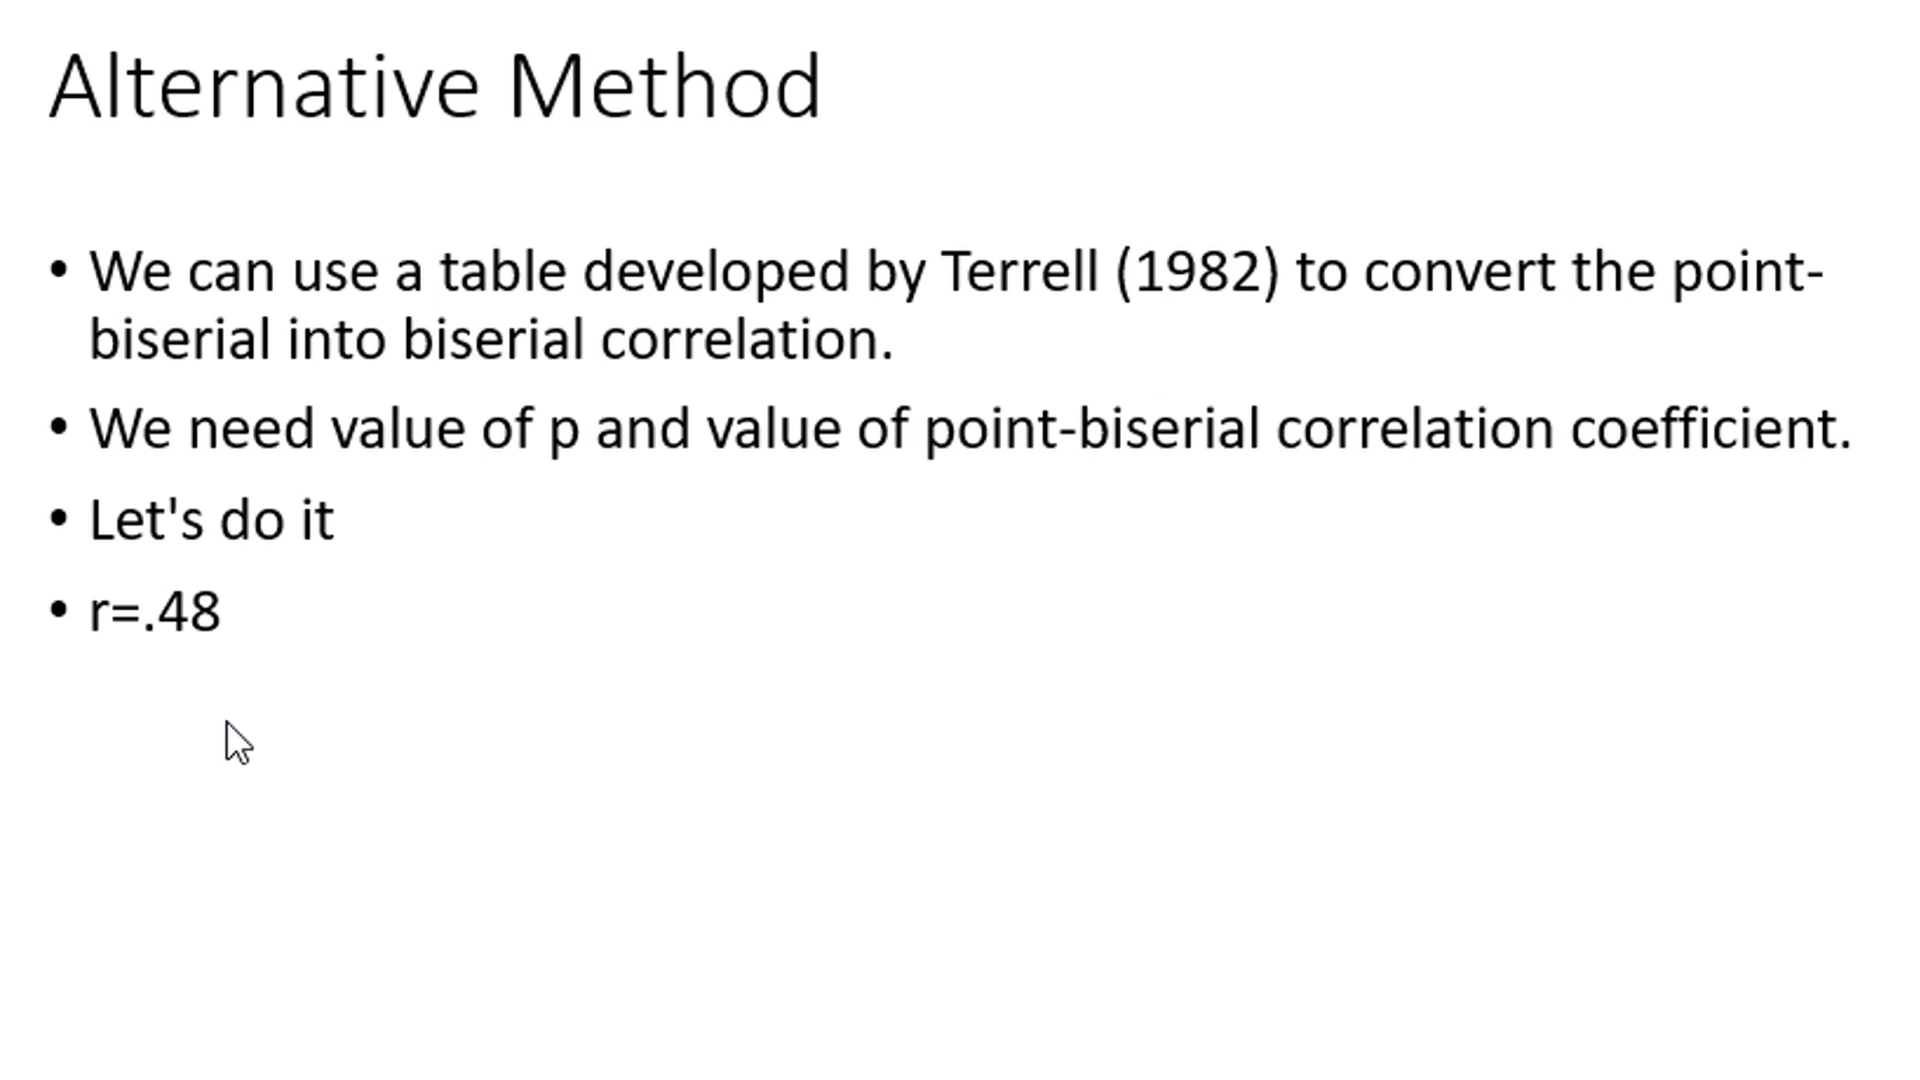 Alternative Method
• We can use a table developed by Terrell (1982) to convert the point-
biserial into biserial correlation.
• We need value of p and value of point-biserial correlation coefficient.
• Let's do it
• r=.48